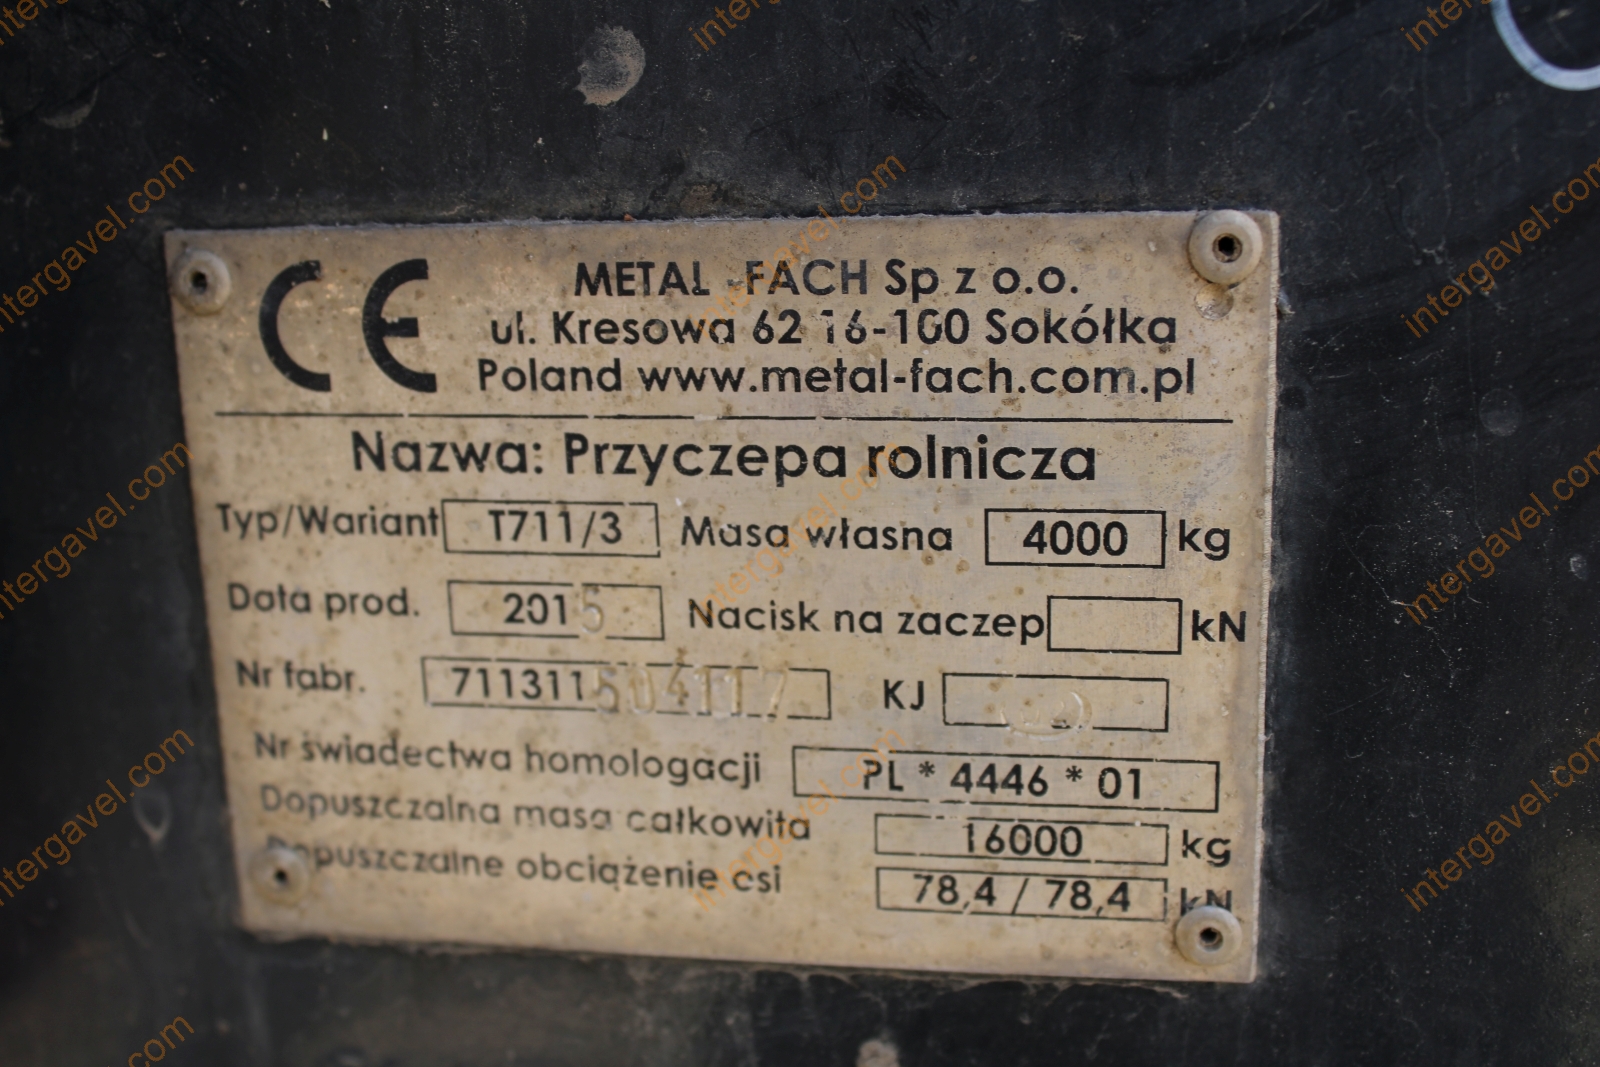 CE
METAL-FACH Sp z o.o.
ul. Kresowa 62 16-100 Sokółka
Poland www.metal-fach.com.pl
Nazwa: Przyczepa rolnicza
Typ/Wariant T711/3 Masa własna 4000 kg
Data prod. 2015 Nacisk na zaczep kN
Nr fabr. 71131150411 7 KJ
Nr świadectwa homologacji PL * 4446 * 01
Dopuszczalna masa całkowita 16000 kg
Dopuszczalne obciążenie osi 78,4 / 78,4 kN
intergavel.com